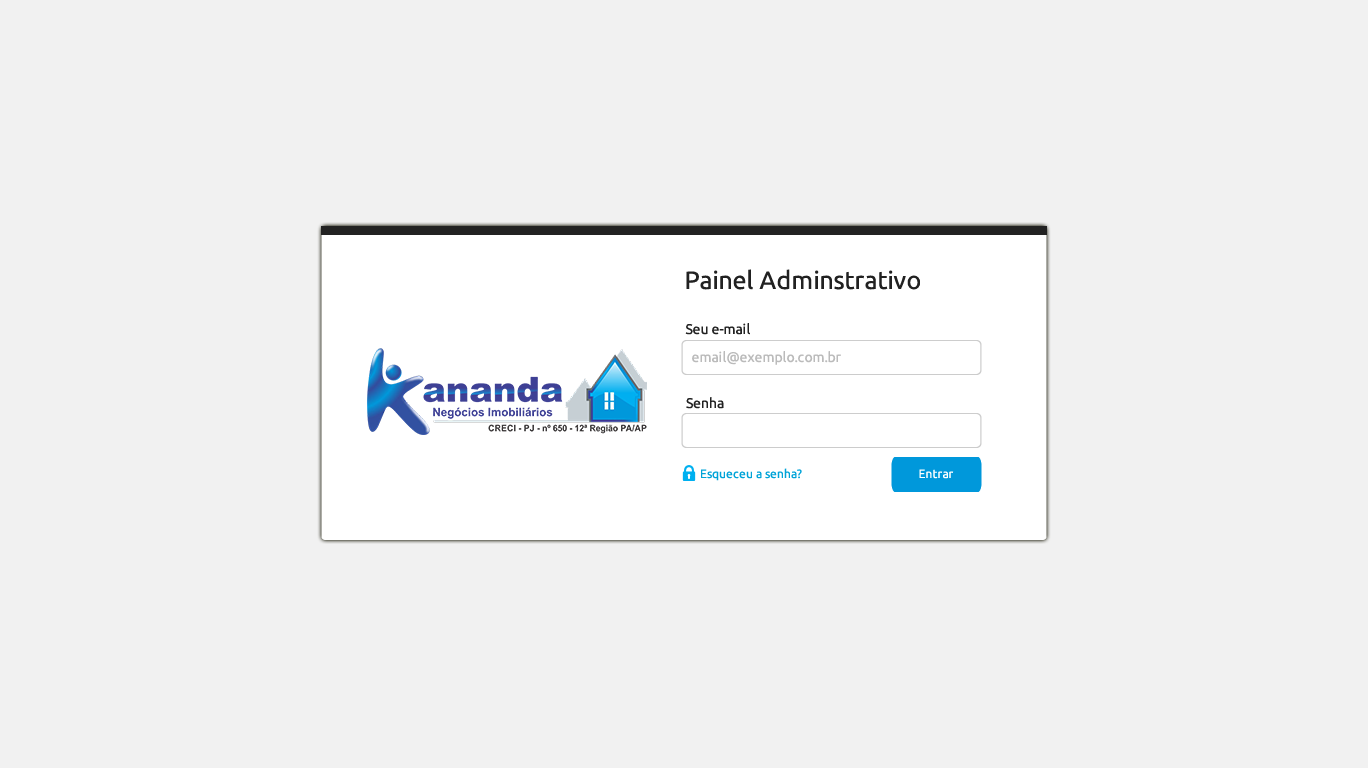 Painel Adminstrativo
Seu e-mail
email@exemplo.com.br
Senha
Esqueceu a senha?
Entrar
Kananda
Negócios Imobiliários
CRECI - PJ - nº 650 - 12ª Região PA/AP